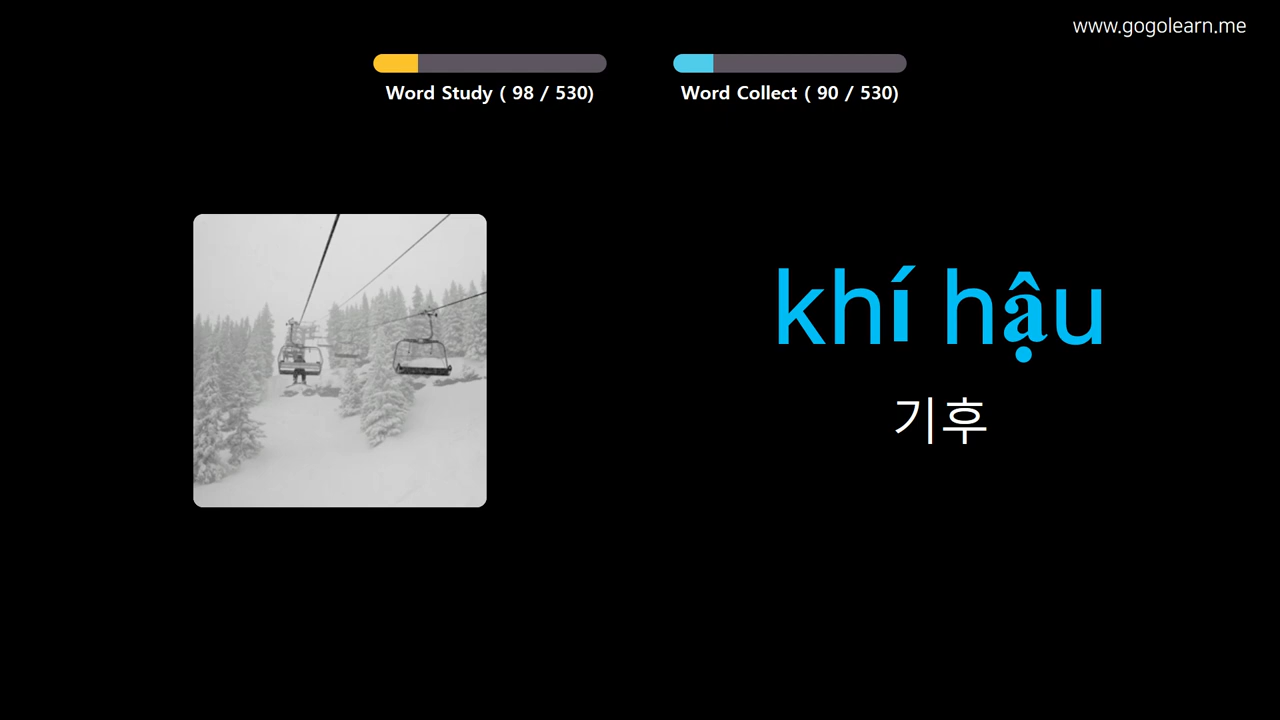 www.gogolearn.me
Word Study ( 98 / 530)
Word Collect ( 90 / 530)
khí hậu
기후